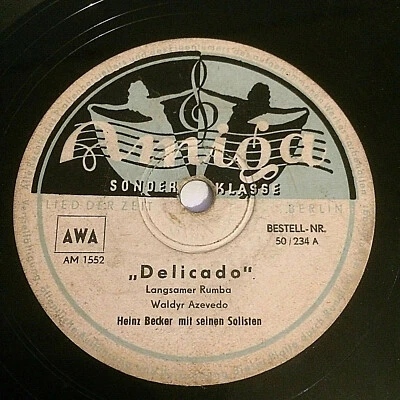 Amiga
SONDER KLASSE
LIED DER ZEIT BERLIN
AWA
BESTELL-NR.
50/234 A
AM 1552
„Delicado"
Langsamer Rumba
Waldyr Azevedo
Heinz Becker mit seinen Solisten